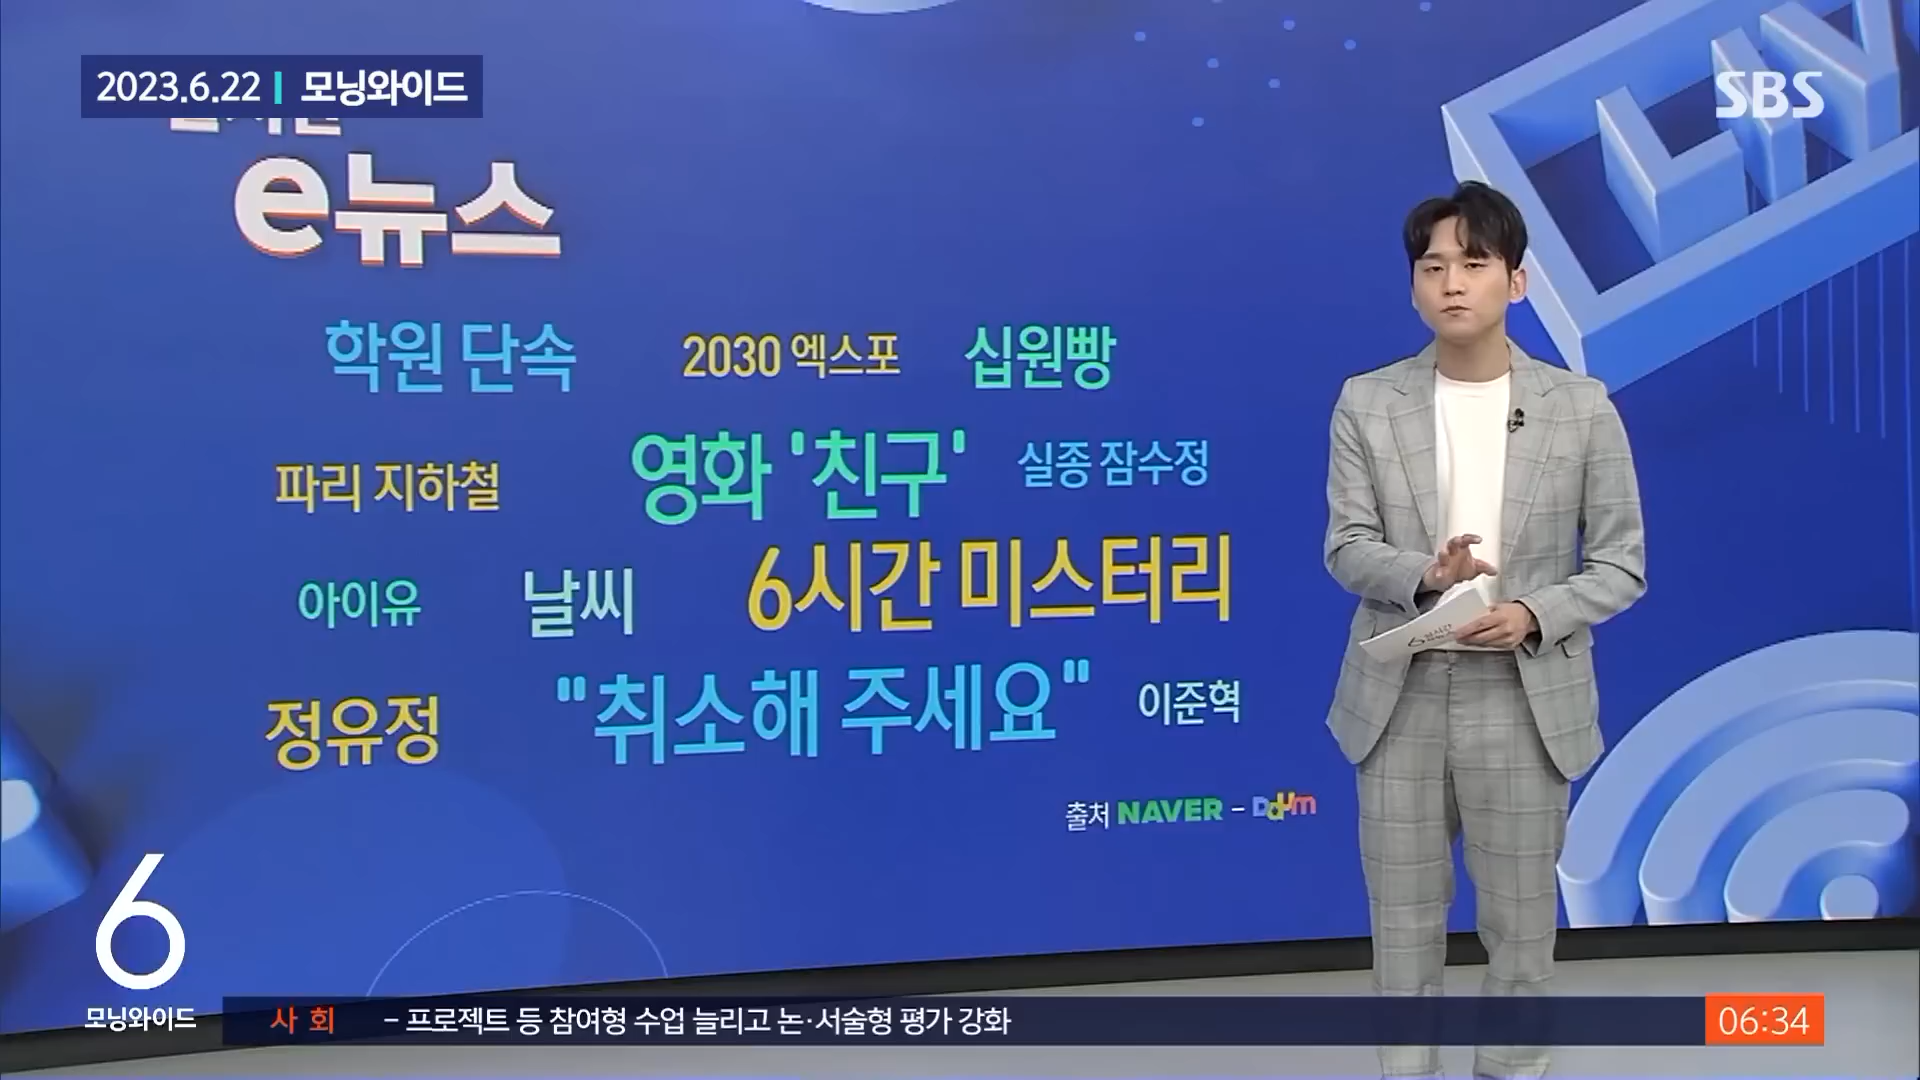 2023.6.22 | 모닝와이드
SBS
e뉴스
학원 단속
2030 엑스포
십원빵
파리 지하철
영화 '친구'
실종 잠수정
아이유
날씨
6시간 미스터리
정유정
"취소해 주세요"
이준혁
출처 NAVER - Daum
6
모닝와이드
사회
- 프로젝트 등 참여형 수업 늘리고 논·서술형 평가 강화
06:34